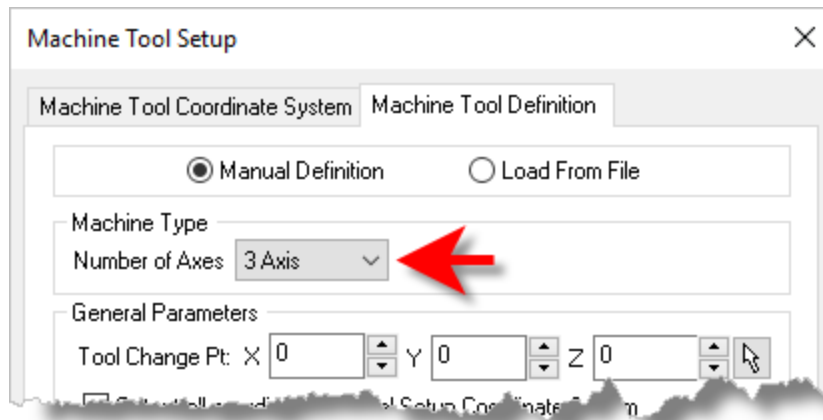 Machine Tool Setup
Machine Tool Coordinate System Machine Tool Definition
Manual Definition Load From File
Machine Type
Number of Axes 3 Axis
General Parameters
Tool Change Pt: X 0 Y 0 Z 0
Setup